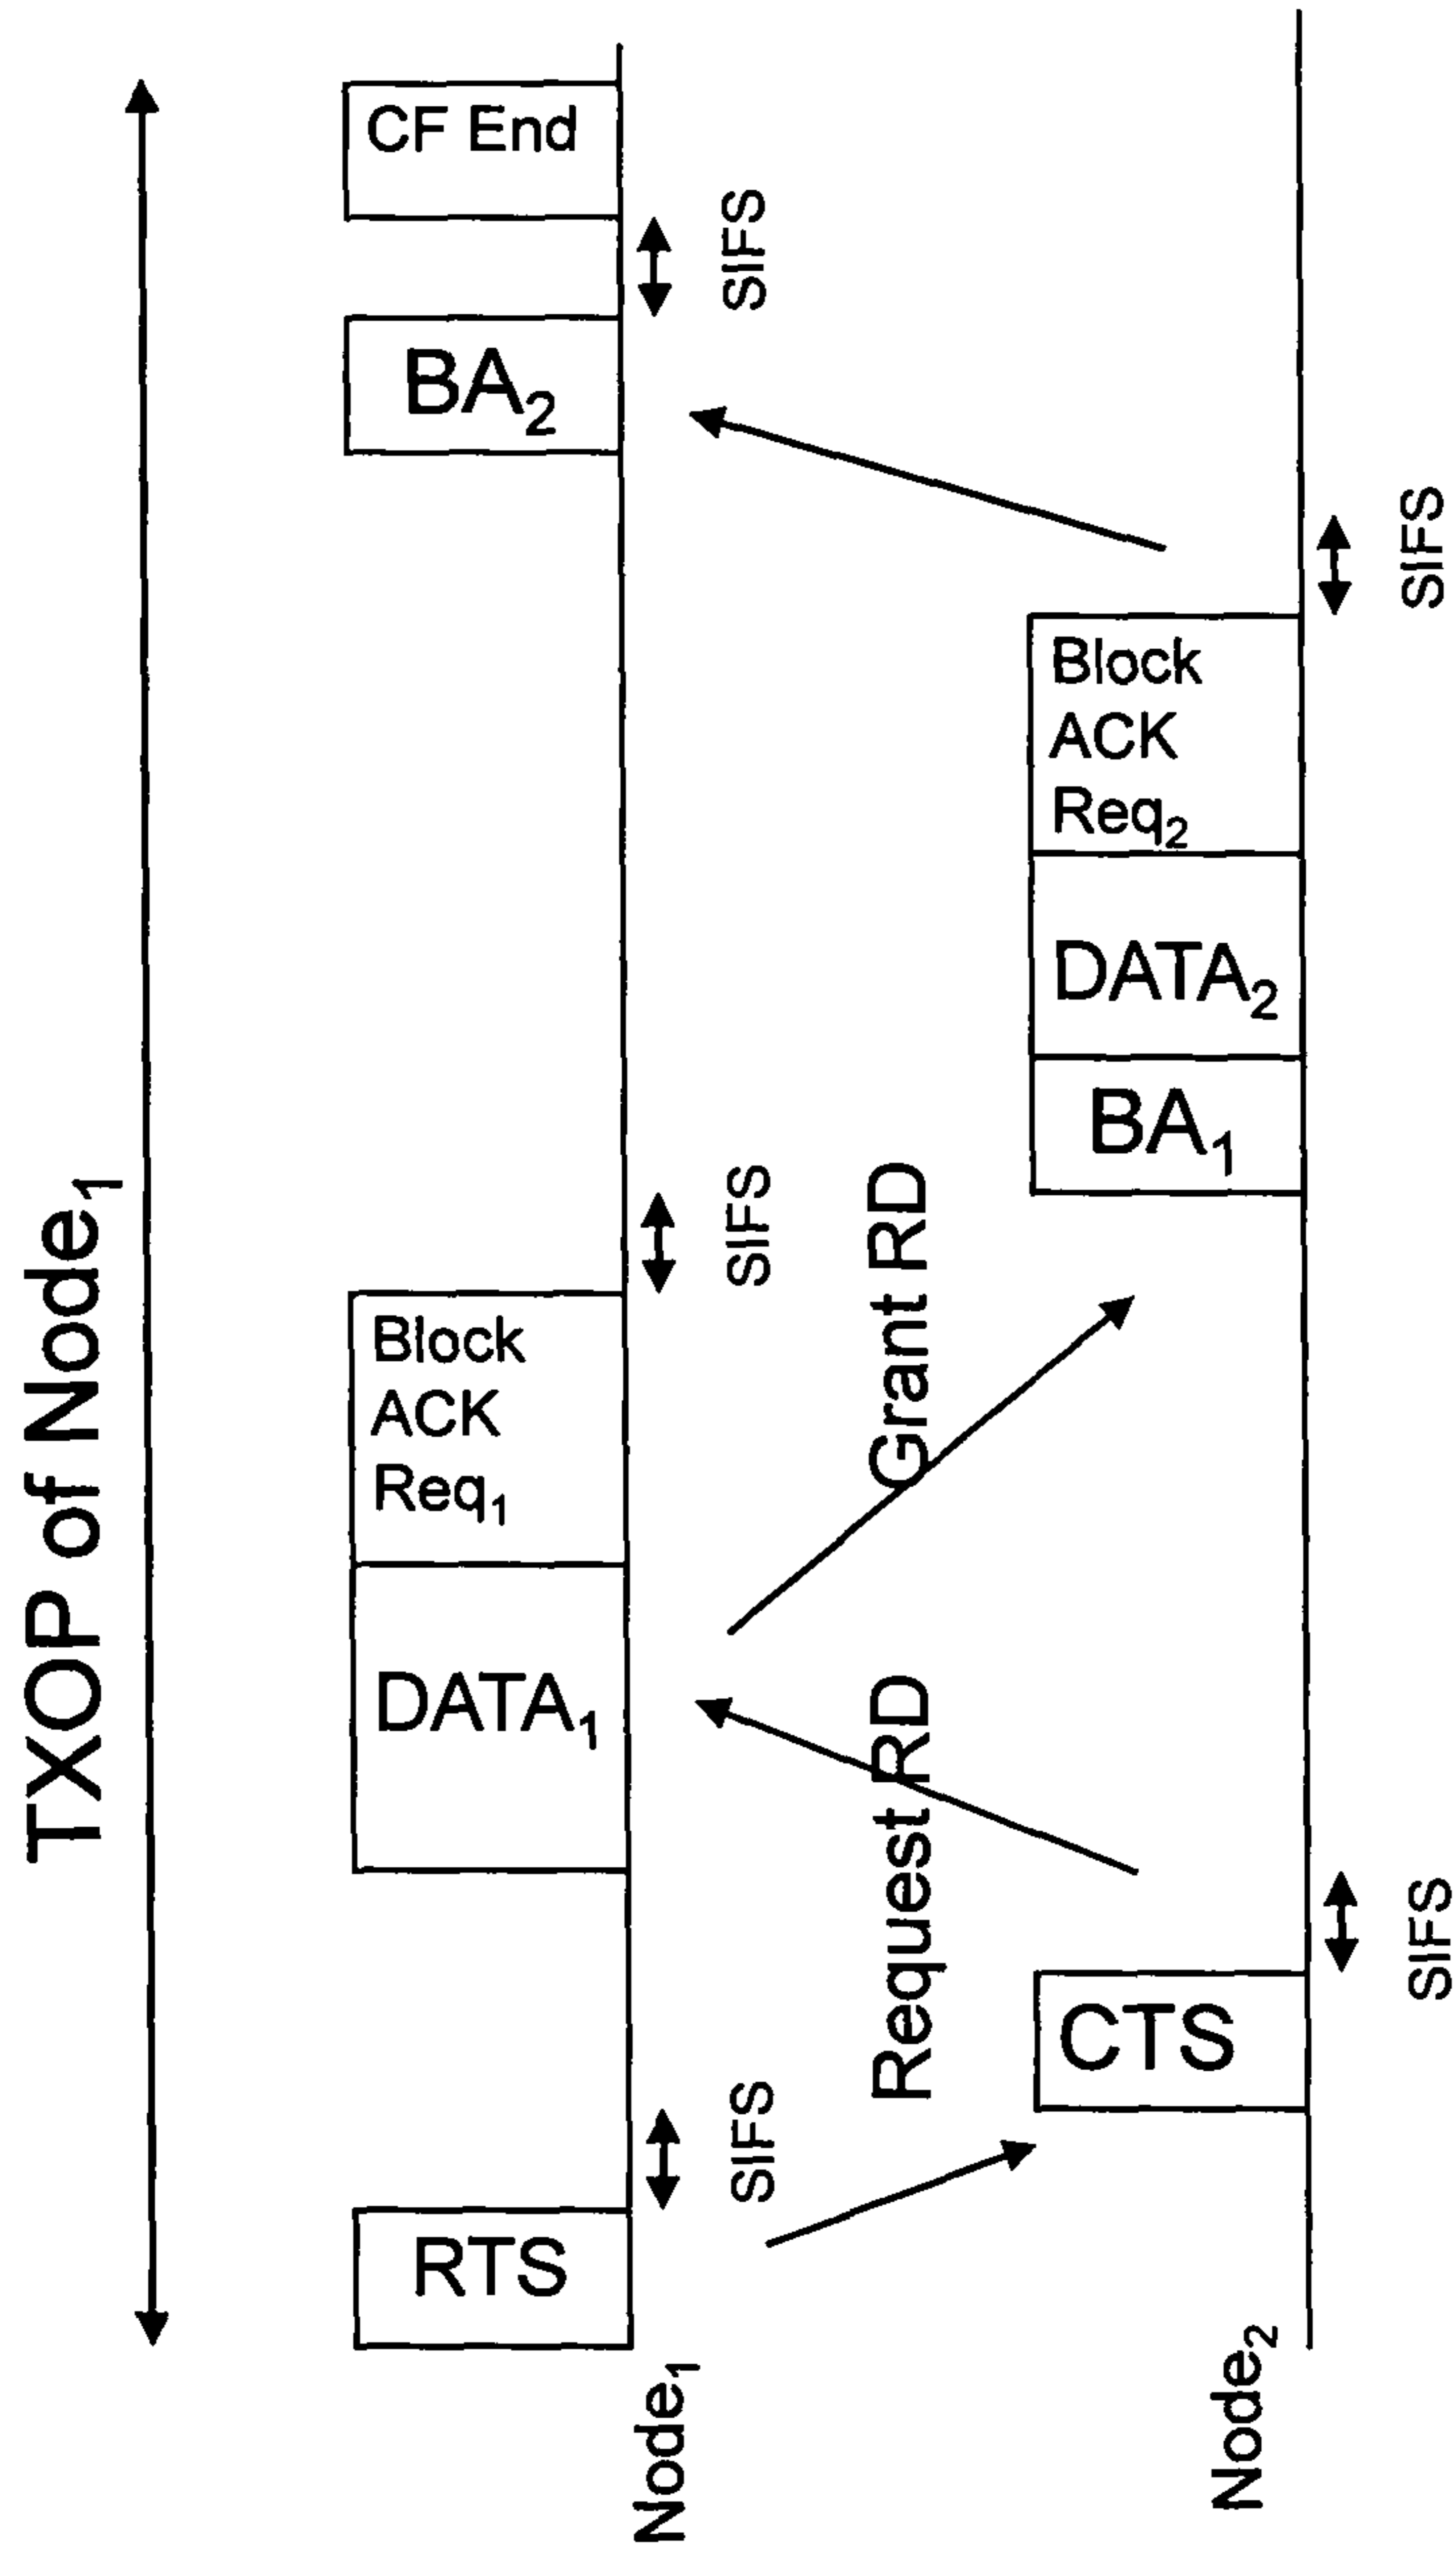 TXOP of Node₁
RTS
DATA₁
Block
ACK
Req₁
BA₂
CF End
Node₁
SIFS
SIFS
SIFS
Request RD
Grant RD
CTS
BA₁
DATA₂
Block
ACK
Req₂
Node₂
SIFS
SIFS